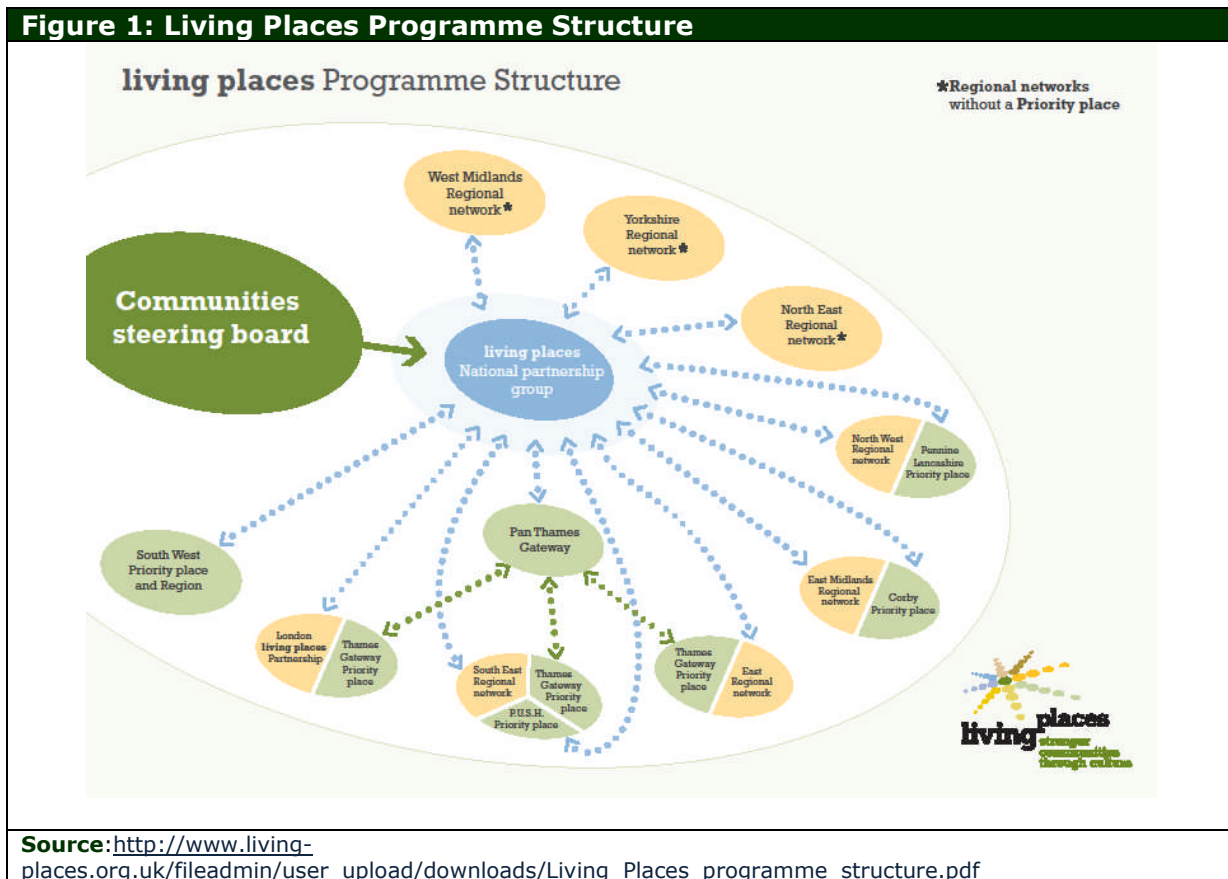 Figure 1: Living Places Programme Structure
living places Programme Structure
*Regional networks
without a Priority place
West Midlands
Regional
network*
Yorkshire
Regional
network*
North East
Regional
network*
Communities
steering board
living places
National partnership
group
North West
Regional
network
Pennine
Lancashire
Priority place
Pan Thames
Gateway
South West
Priority place
and Region
East Midlands
Regional
network
Corby
Priority place
London
living places
Partnership
Thames
Gateway
Priority
place
South East
Regional
network
Thames
Gateway
Priority
place
P.U.S.H.
Priority place
Thames
Gateway
Priority
place
East
Regional
network
living places
stronger
communities
through culture
Source:http://www.living-
places.org.uk/fileadmin/user_upload/downloads/Living_Places_programme_structure.pdf